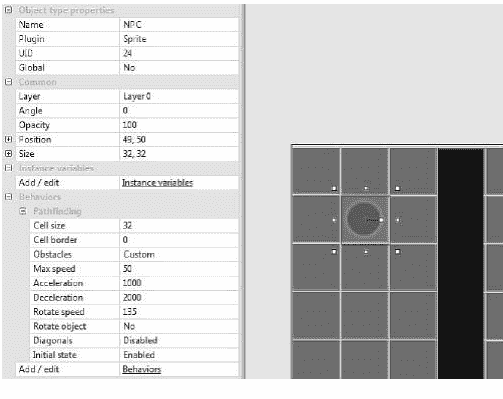 Object type properties
Name NPC
Plugin Sprite
UID 24
Global No
Common
Layer Layer 0
Angle 0
Opacity 100
Position 49, 50
Size 32, 32
Instance variables
Add / edit Instance variables
Behaviors
Pathfinding
Cell size 32
Cell border 0
Obstacles Custom
Max speed 50
Acceleration 1000
Deceleration 2000
Rotate speed 135
Rotate object No
Diagonals Disabled
Initial state Enabled
Add / edit Behaviors